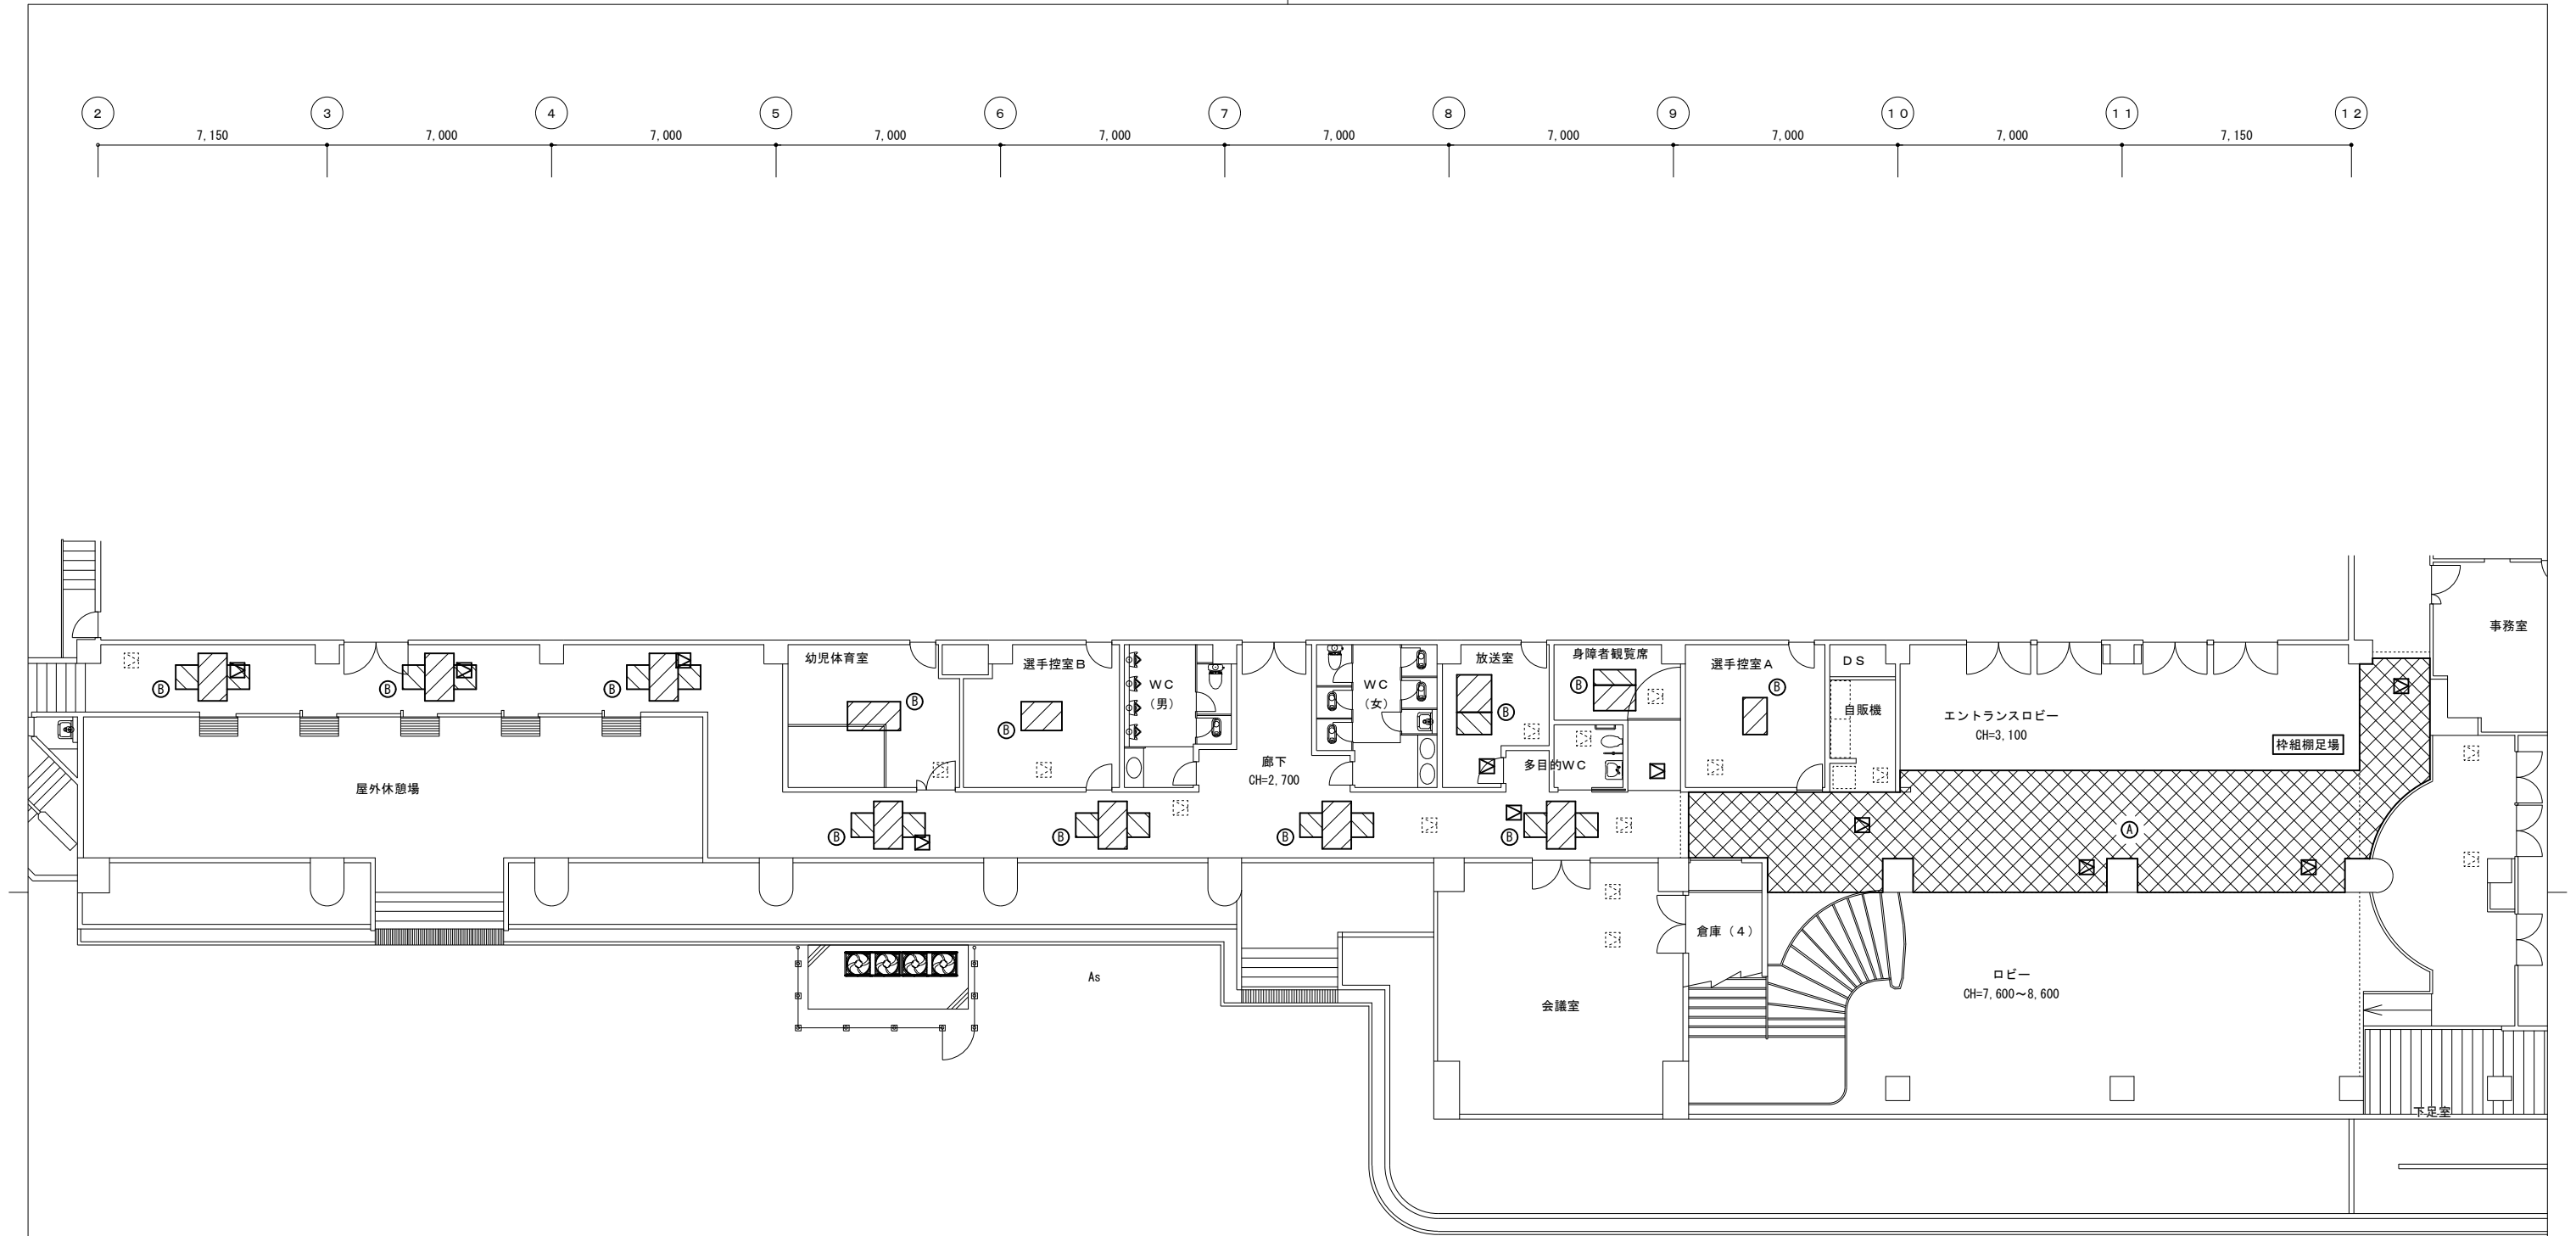 2 3 4 5 6 7 8 9 10 11 12
7,150 7,000 7,000 7,000 7,000 7,000 7,000 7,000 7,000 7,150
事務室
幼児体育室
選手控室B
WC
(男)
WC
(女)
放送室
身障者観覧席
選手控室A
DS
B
B
B
B
B
B
B
B
自販機
エントランスロビー
CH=3,100
枠組棚足場
屋外休憩場
廊下
CH=2,700
多目的WC
B
B
B
B
A
倉庫(4)
As
会議室
ロビー
CH=7,600~8,600
下足室